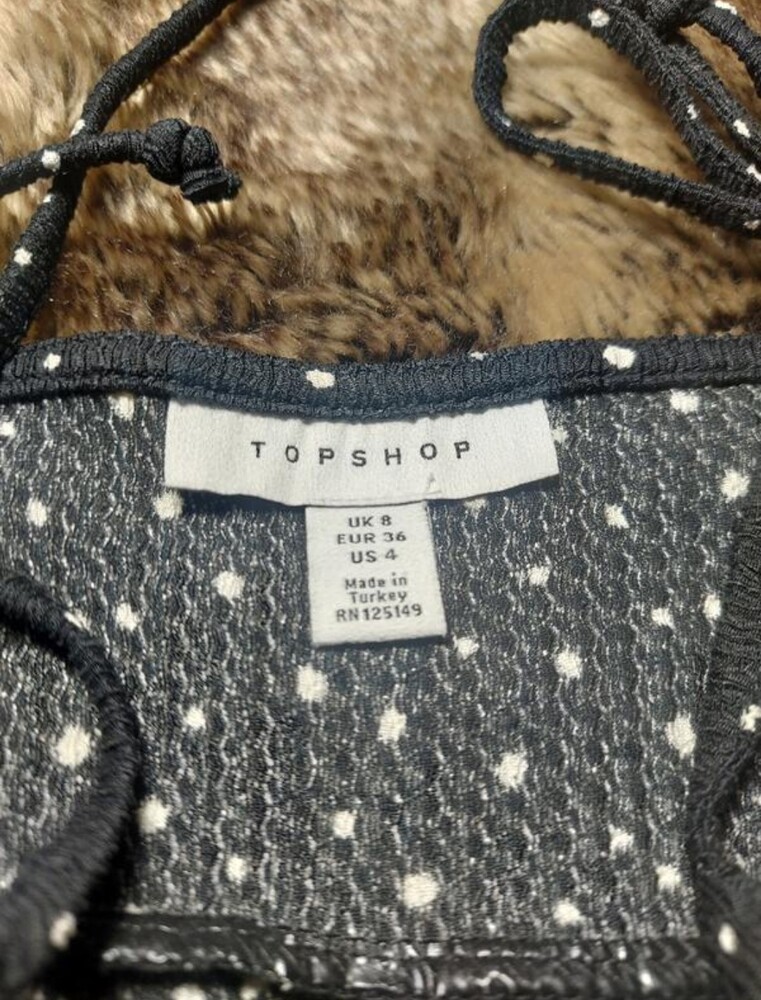 TOPSHOP
UK 8
EUR 36
US 4
Made in
Turkey
RN125149